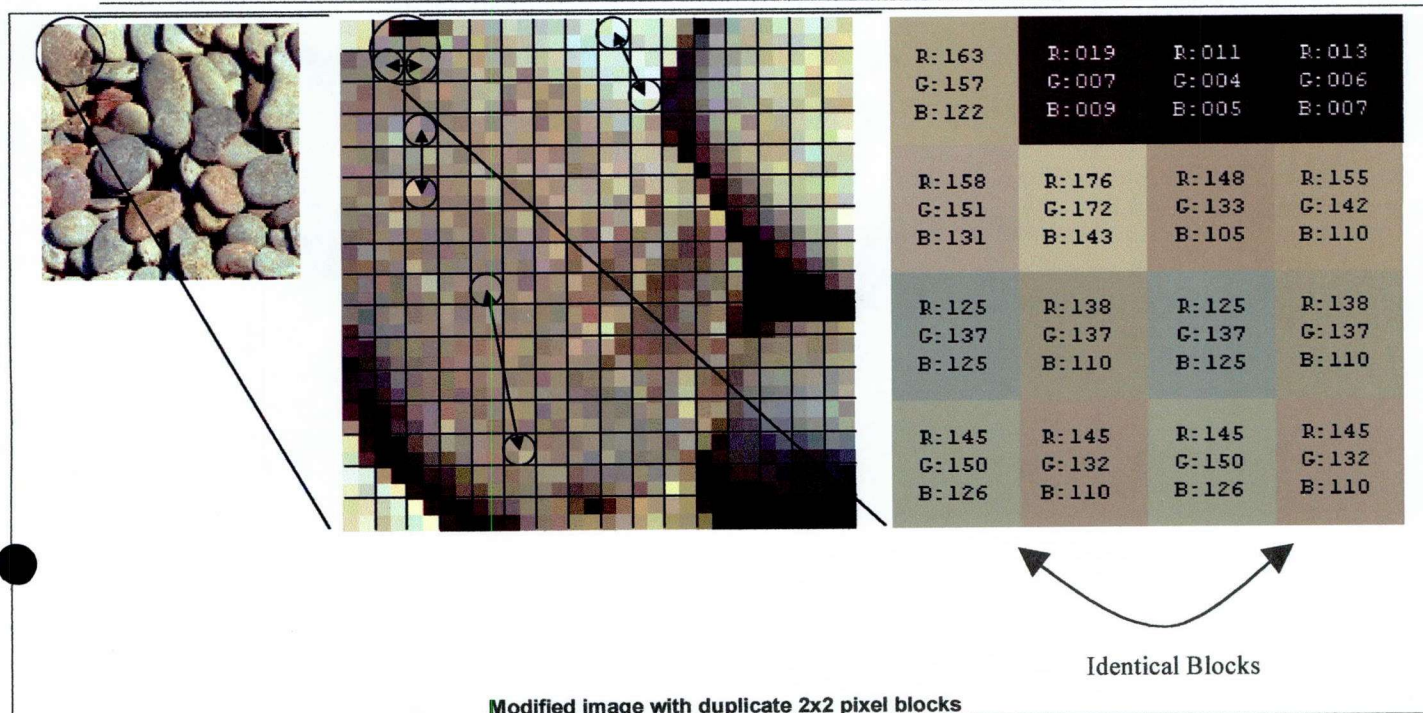 R:163 R:019 R:011 R:013
G:157 G:007 G:004 G:006
B:122 B:009 B:005 B:007
R:158 R:176 R:148 R:155
G:151 G:172 G:133 G:142
B:131 B:143 B:105 B:110
R:125 R:138 R:125 R:138
G:137 G:137 G:137 G:137
B:125 B:110 B:125 B:110
R:145 R:145 R:145 R:145
G:150 G:132 G:150 G:132
B:126 B:110 B:126 B:110
Identical Blocks
Modified image with duplicate 2x2 pixel blocks